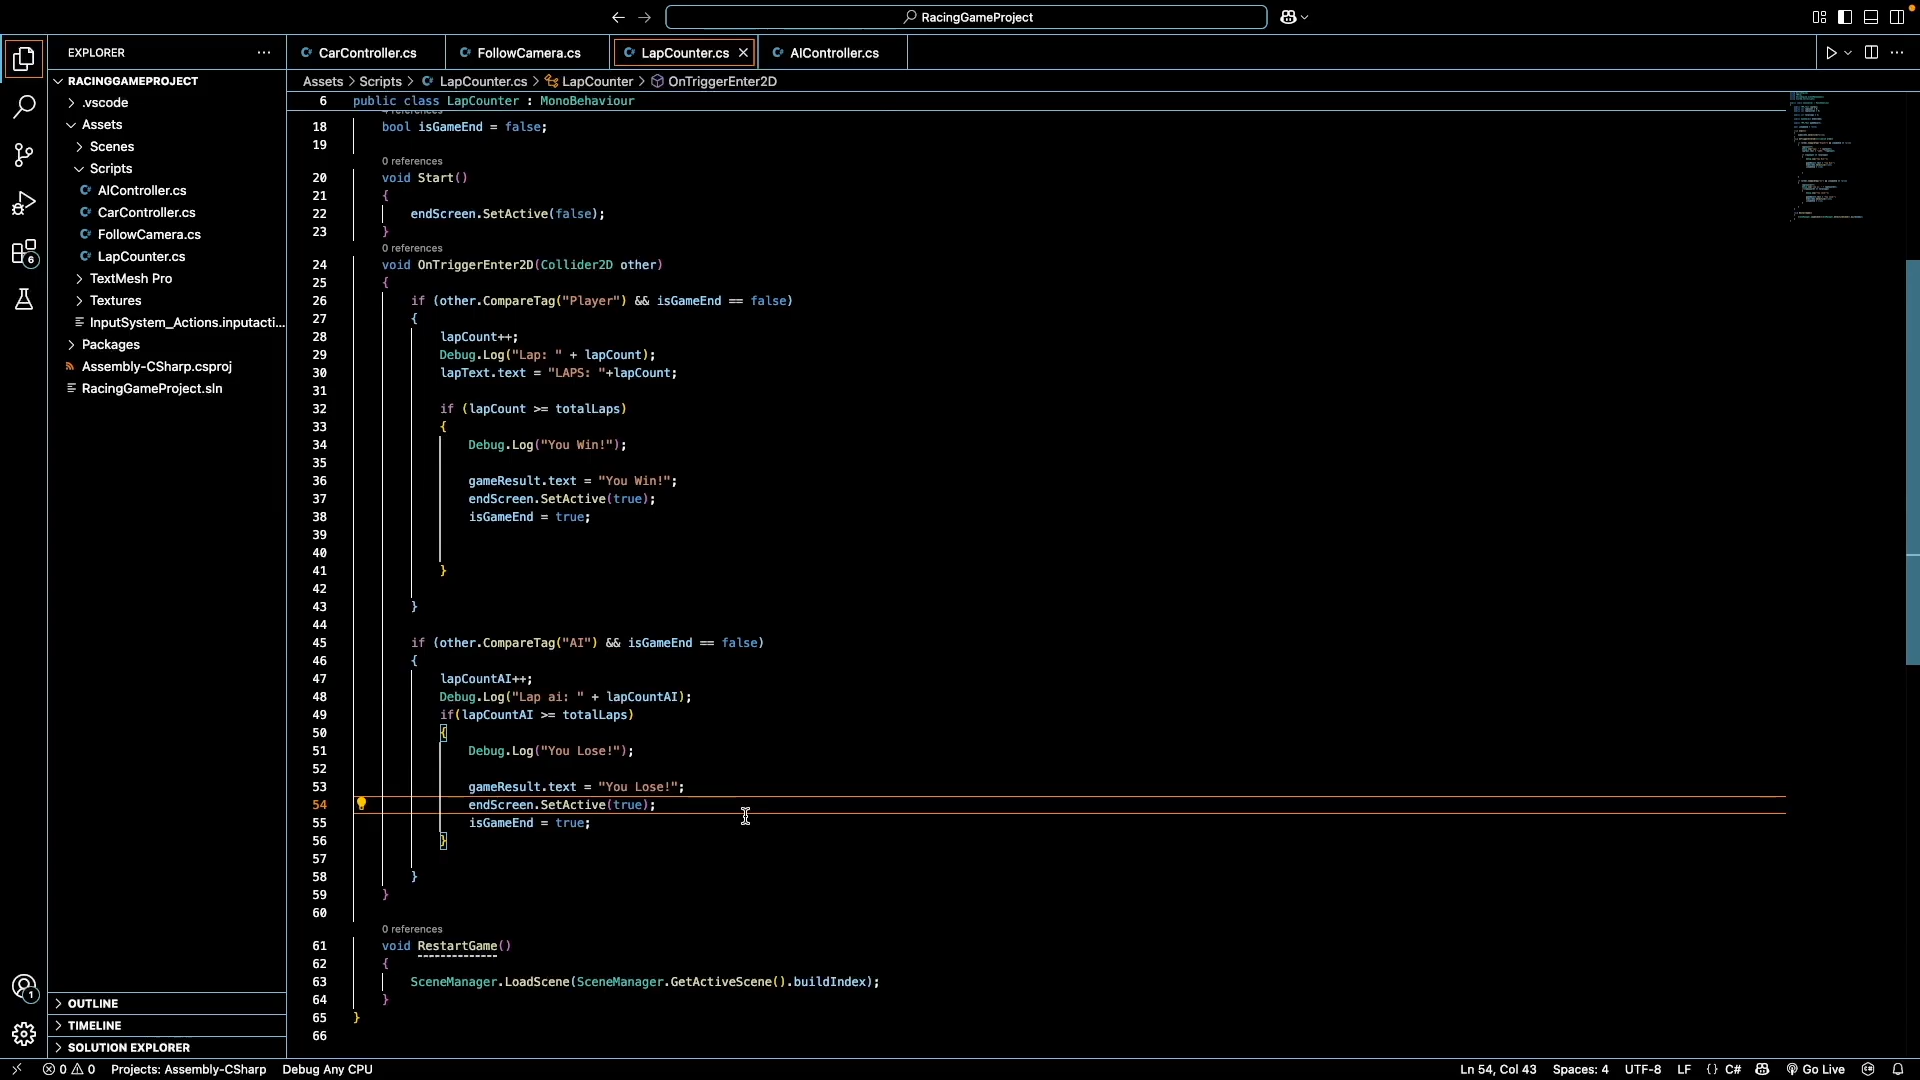 RacingGameProject
EXPLORER
CarController.cs
FollowCamera.cs
LapCounter.cs
AIController.cs
RACINGGAMEPROJECT
.vscode
Assets
Scenes
Scripts
AIController.cs
CarController.cs
FollowCamera.cs
LapCounter.cs
TextMesh Pro
Textures
InputSystem_Actions.inputacti...
Packages
Assembly-CSharp.csproj
RacingGameProject.sln
6
1
OUTLINE
TIMELINE
SOLUTION EXPLORER
Assets > Scripts > LapCounter.cs > LapCounter > OnTriggerEnter2D
6 public class LapCounter : MonoBehaviour
18 bool isGameEnd = false;
19
0 references
20 void Start()
21 {
22 endScreen.SetActive(false);
23 }
0 references
24 void OnTriggerEnter2D(Collider2D other)
25 {
26 if (other.CompareTag("Player") && isGameEnd == false)
27 {
28 lapCount++;
29 Debug.Log("Lap: " + lapCount);
30 lapText.text = "LAPS: "+lapCount;
31
32 if (lapCount >= totalLaps)
33 {
34 Debug.Log("You Win!");
35
36 gameResult.text = "You Win!";
37 endScreen.SetActive(true);
38 isGameEnd = true;
39
40
41 }
42
43 }
44
45 if (other.CompareTag("AI") && isGameEnd == false)
46 {
47 lapCountAI++;
48 Debug.Log("Lap ai: " + lapCountAI);
49 if(lapCountAI >= totalLaps)
50 {
51 Debug.Log("You Lose!");
52
53 gameResult.text = "You Lose!";
54 endScreen.SetActive(true);
55 isGameEnd = true;
56 }
57
58 }
59 }
60
0 references
61 void RestartGame()
62 {
63 SceneManager.LoadScene(SceneManager.GetActiveScene().buildIndex);
64 }
65 }
66
0 0 Projects: Assembly-CSharp Debug Any CPU Ln 54, Col 43 Spaces: 4 UTF-8 LF {} C# Go Live